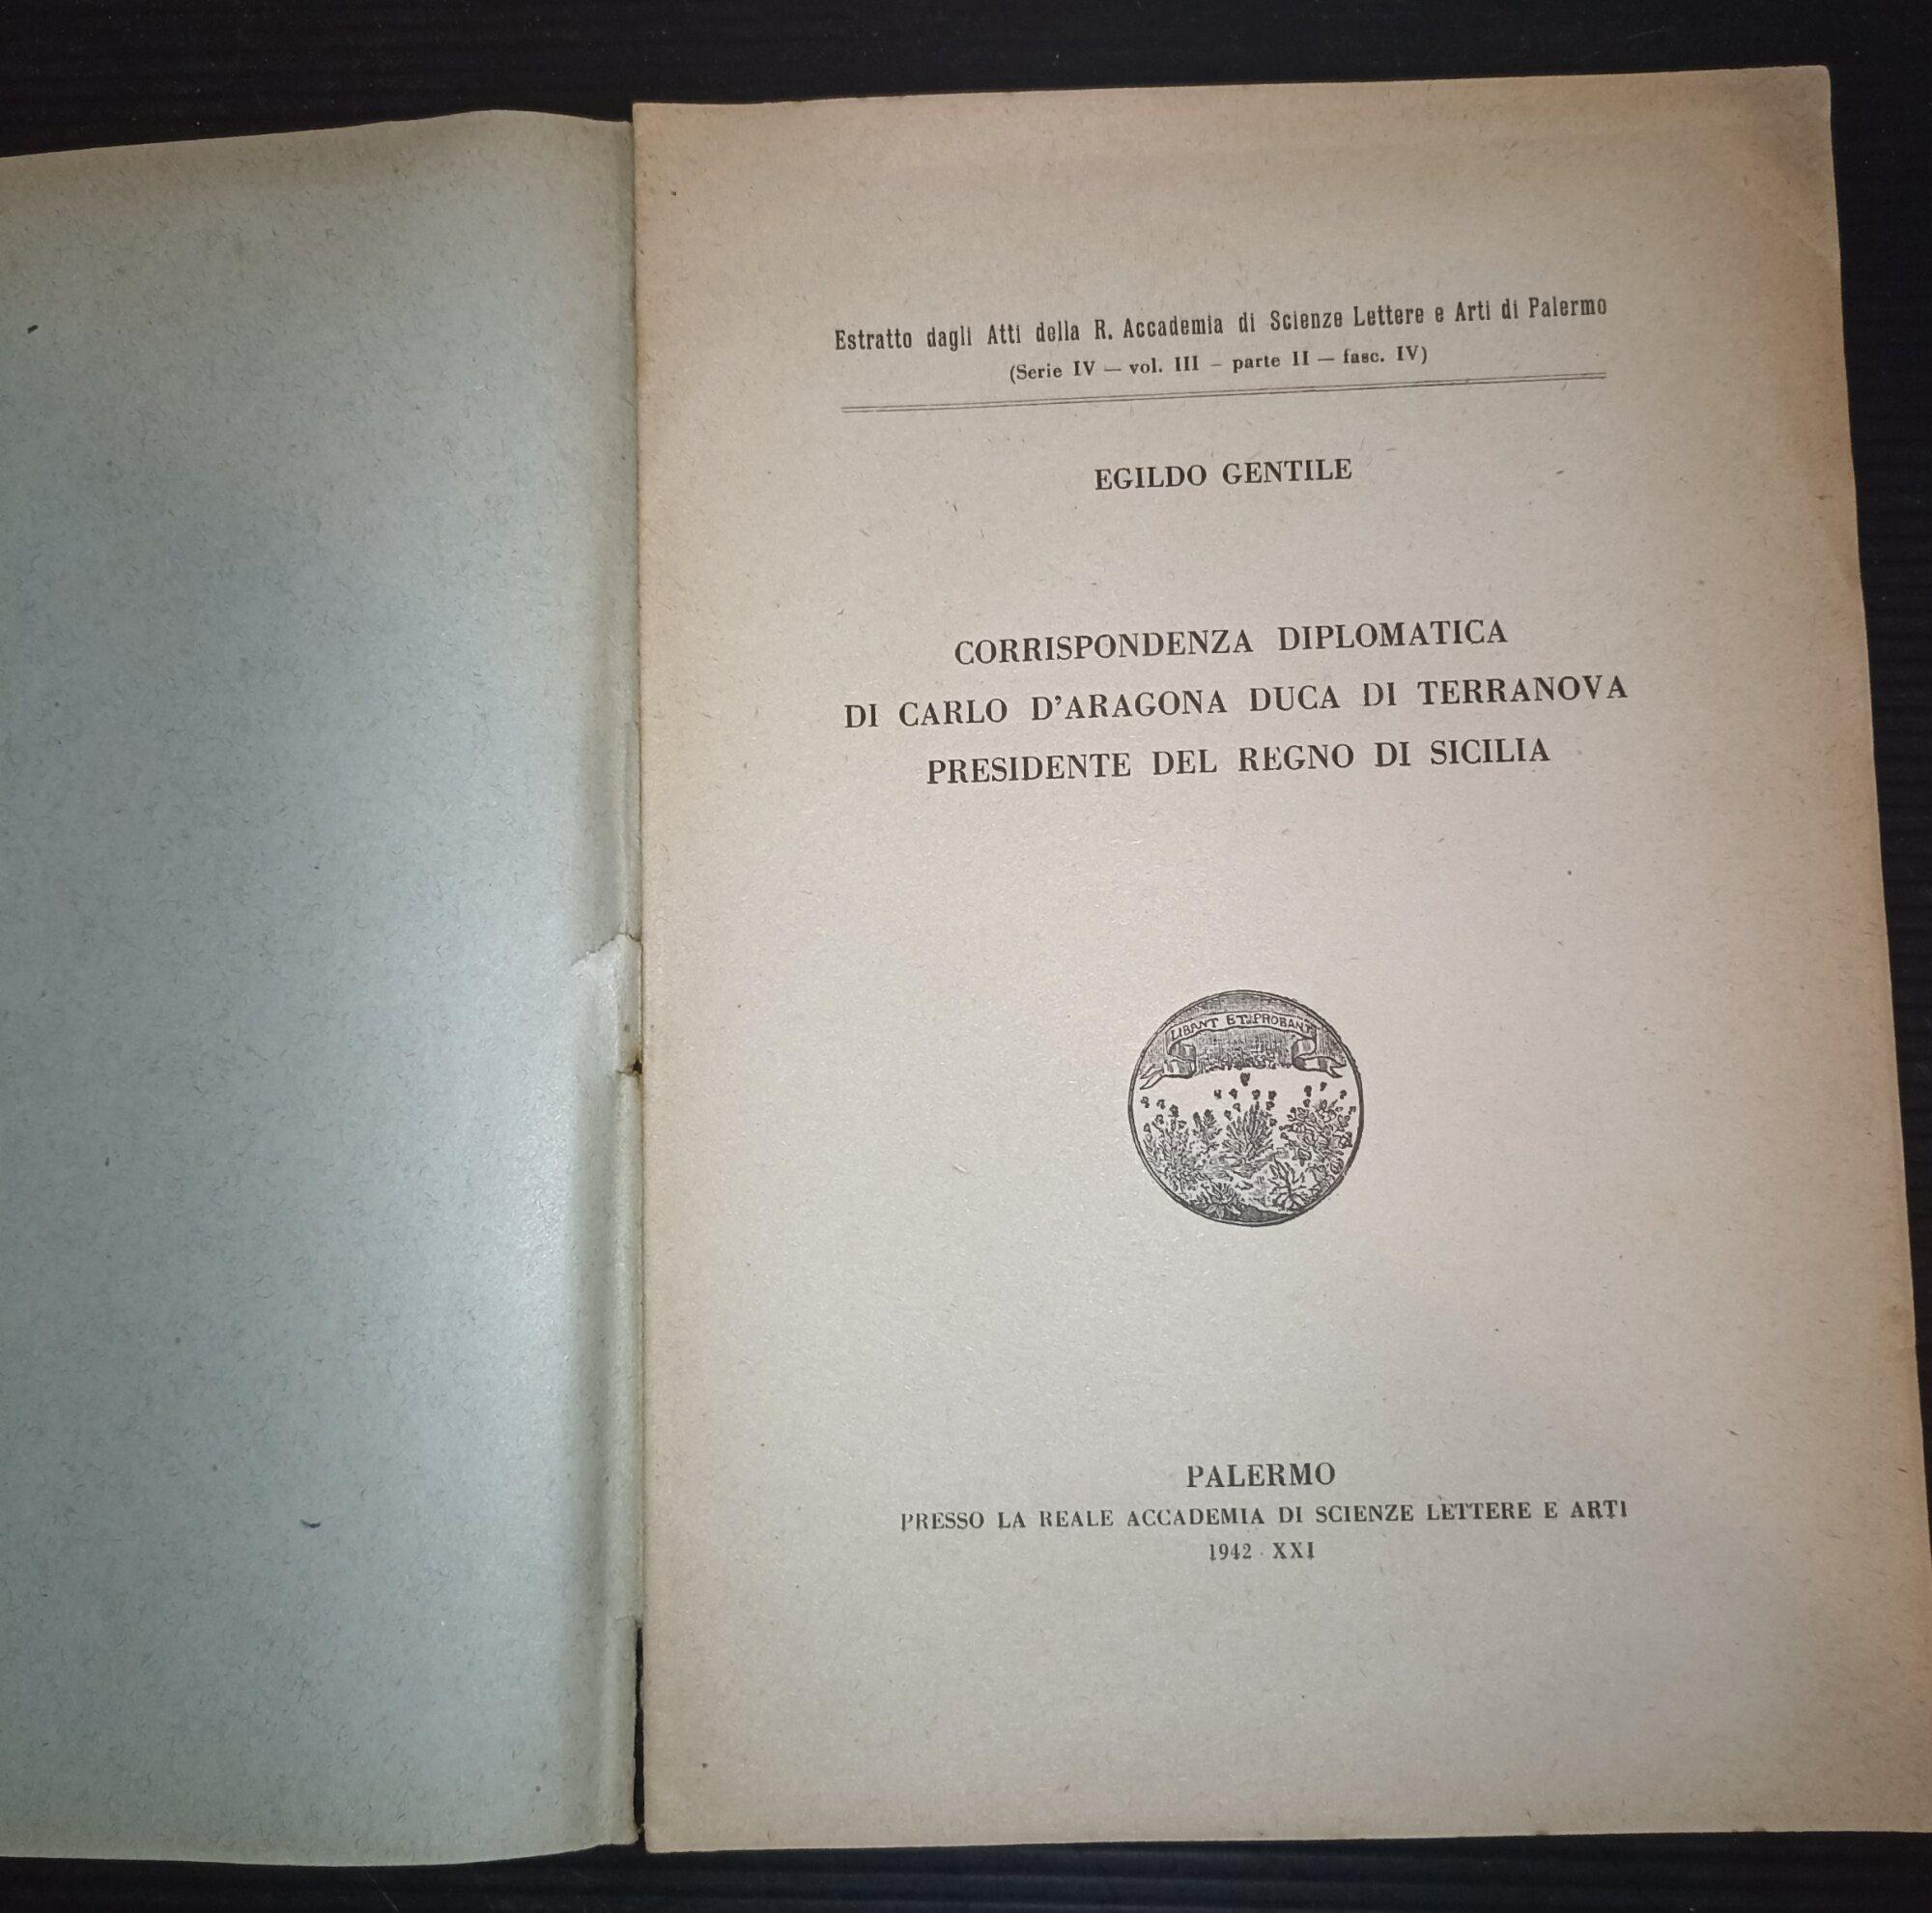 Estratto dagli Atti della R. Accademia di Scienze Lettere e Arti di Palermo
(Serie IV — vol. III – parte II — fasc. IV)
EGILDO GENTILE
CORRISPONDENZA DIPLOMATICA
DI CARLO D'ARAGONA DUCA DI TERRANOVA
PRESIDENTE DEL REGNO DI SICILIA
LIBANT ET PROBANT
PALERMO
PRESSO LA REALE ACCADEMIA DI SCIENZE LETTERE E ARTI
1942 · XXI